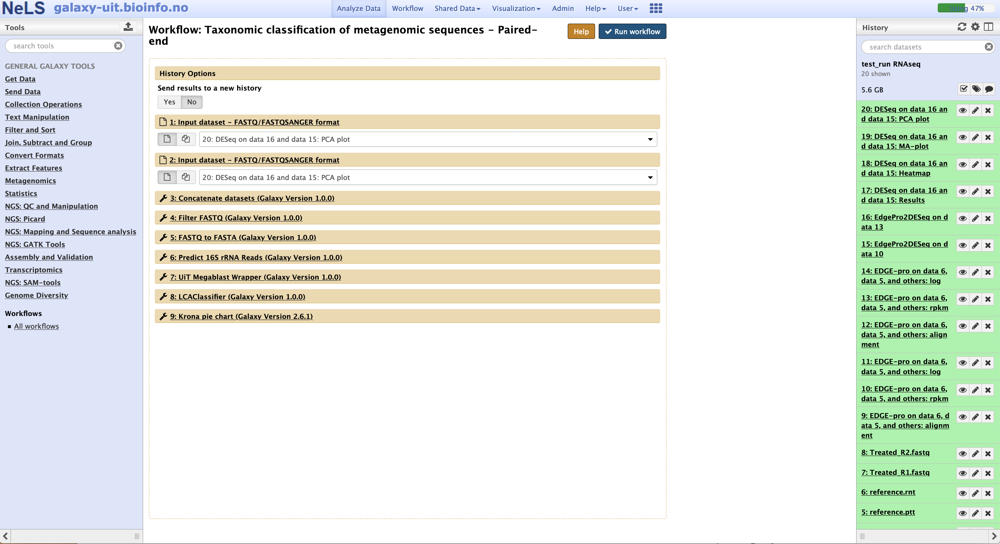 NeLS galaxy-uit.bioinfo.no
Analyze Data Workflow Shared Data Visualization Admin Help User
Using 47%
Tools
search tools
GENERAL GALAXY TOOLS
Get Data
Send Data
Collection Operations
Text Manipulation
Filter and Sort
Join, Subtract and Group
Convert Formats
Extract Features
Metagenomics
Statistics
NGS: QC and Manipulation
NGS: Picard
NGS: Mapping and Sequence analysis
NGS: GATK Tools
Assembly and Validation
Transcriptomics
NGS: SAM-tools
Genome Diversity
Workflows
All workflows
Workflow: Taxonomic classification of metagenomic sequences - Paired-
end
Help
Run workflow
History Options
Send results to a new history
Yes No
1: Input dataset - FASTQ/FASTQSANGER format
20: DESeq on data 16 and data 15: PCA plot
2: Input dataset - FASTQ/FASTQSANGER format
20: DESeq on data 16 and data 15: PCA plot
3: Concatenate datasets (Galaxy Version 1.0.0)
4: Filter FASTQ (Galaxy Version 1.0.0)
5: FASTQ to FASTA (Galaxy Version 1.0.0)
6: Predict 16S rRNA Reads (Galaxy Version 1.0.0)
7: UiT Megablast Wrapper (Galaxy Version 1.0.0)
8: LCAClassifier (Galaxy Version 1.0.0)
9: Krona pie chart (Galaxy Version 2.6.1)
History
search datasets
test_run RNAseq
20 shown
5.6 GB
20: DESeq on data 16 an
d data 15: PCA plot
19: DESeq on data 16 an
d data 15: MA-plot
18: DESeq on data 16 an
d data 15: Heatmap
17: DESeq on data 16 an
d data 15: Results
16: EdgePro2DESeq on d
ata 13
15: EdgePro2DESeq on d
ata 10
14: EDGE-pro on data 6,
data 5, and others: log
13: EDGE-pro on data 6,
data 5, and others: rpkm
12: EDGE-pro on data 6,
data 5, and others: align
ment
11: EDGE-pro on data 6,
data 5, and others: log
10: EDGE-pro on data 6,
data 5, and others: rpkm
9: EDGE-pro on data 6, d
ata 5, and others: alignm
ent
8: Treated_R2.fastq
7: Treated_R1.fastq
6: reference.rnt
5: reference.ptt